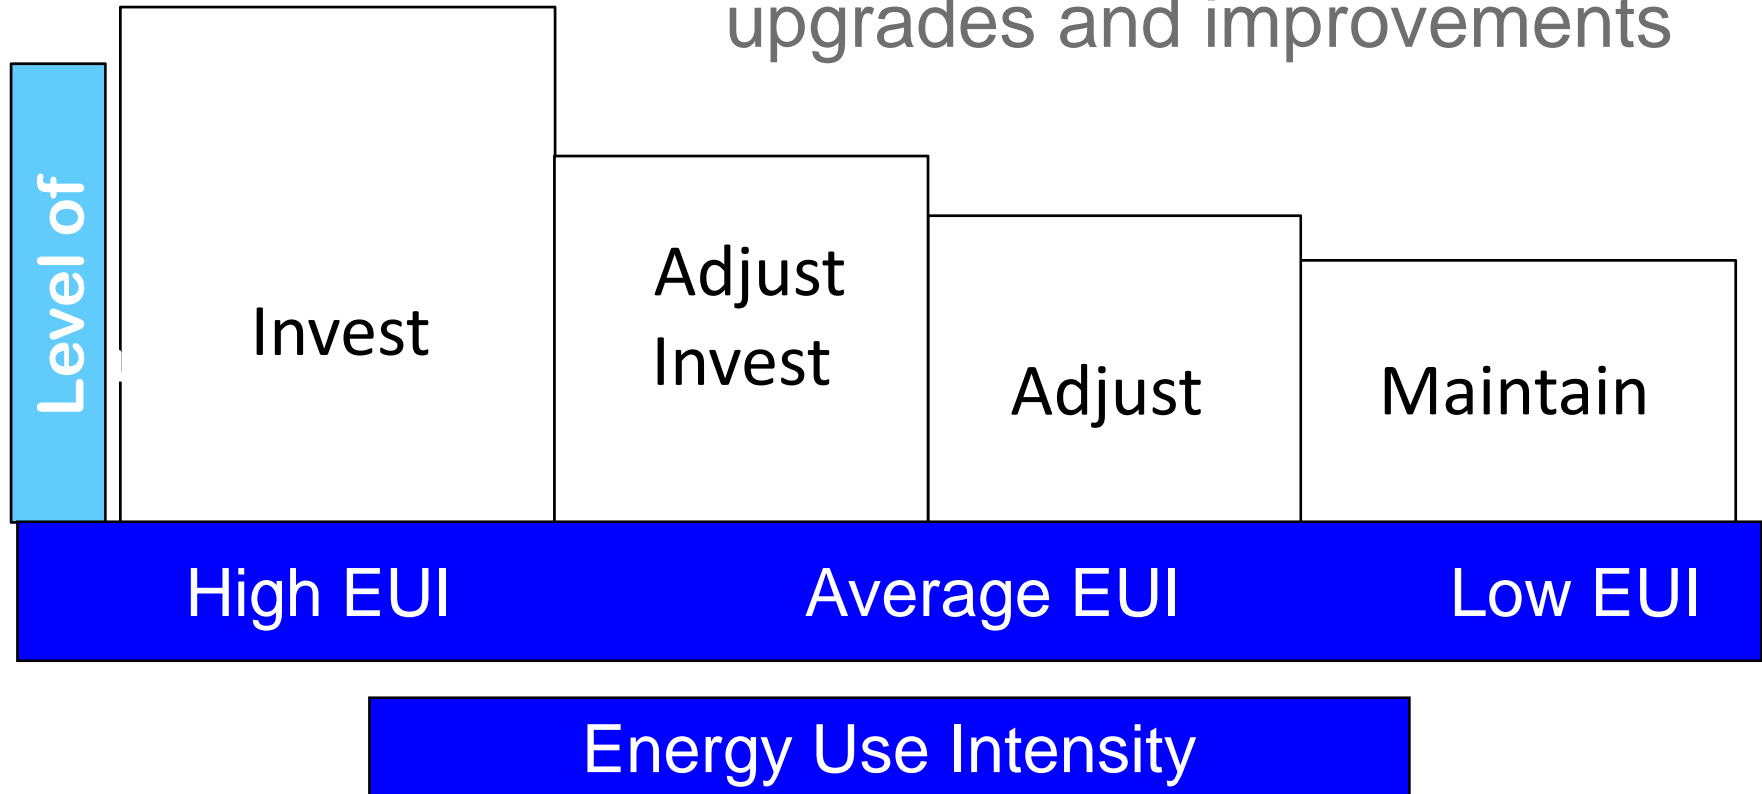 upgrades and improvements
Level of
Invest
Adjust
Invest
Adjust
Maintain
High EUI
Average EUI
Low EUI
Energy Use Intensity